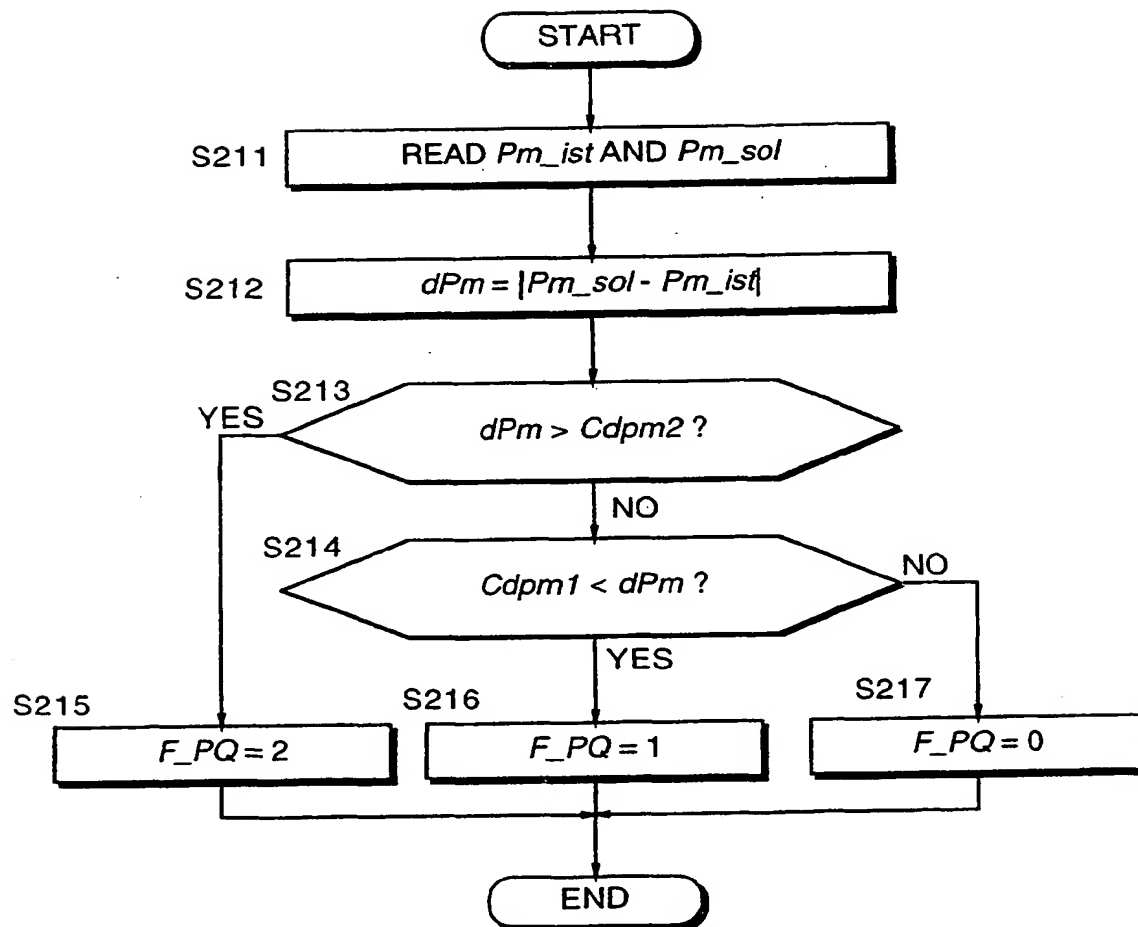 START
S211
READ Pm_ist AND Pm_sol
S212
dPm = |Pm_sol - Pm_ist|
S213
YES
dPm > Cdpm2 ?
NO
S214
Cdpm1 < dPm ?
NO
YES
S215
S216
S217
F_PQ = 2
F_PQ = 1
F_PQ = 0
END